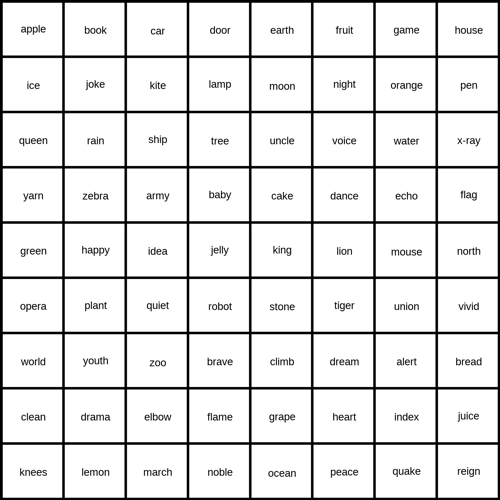 apple book car door earth fruit game house
ice joke kite lamp moon night orange pen
queen rain ship tree uncle voice water x-ray
yarn zebra army baby cake dance echo flag
green happy idea jelly king lion mouse north
opera plant quiet robot stone tiger union vivid
world youth zoo brave climb dream alert bread
clean drama elbow flame grape heart index juice
knees lemon march noble ocean peace quake reign